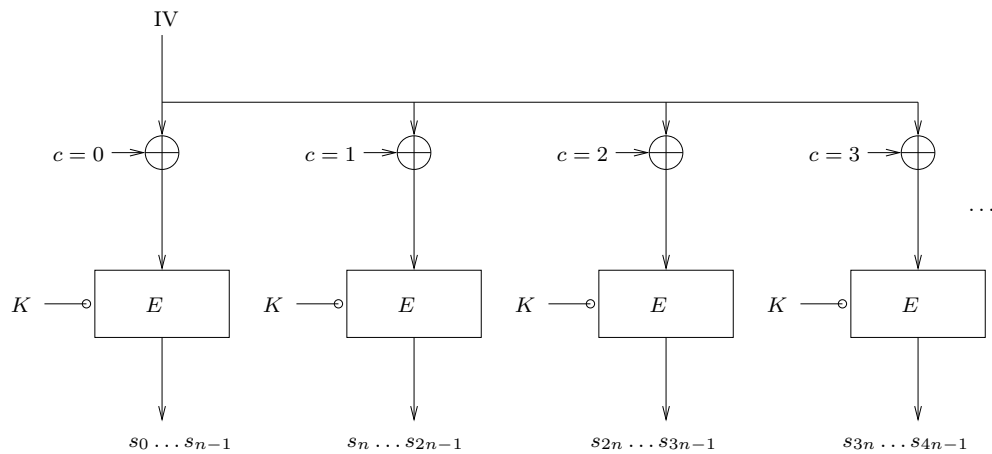 IV
c = 0 c = 1 c = 2 c = 3
...
K E K E K E K E
s_0 ... s_{n-1} s_n ... s_{2n-1} s_{2n} ... s_{3n-1} s_{3n} ... s_{4n-1}